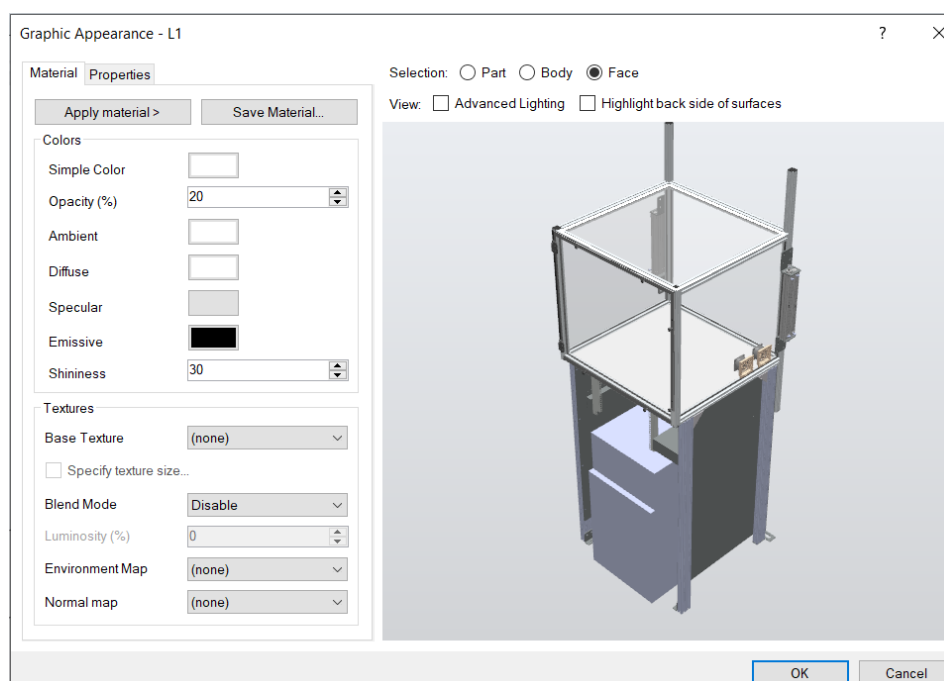 Graphic Appearance - L1
?
Material
Properties
Apply material >
Save Material...
Colors
Simple Color
Opacity (%)
20
Ambient
Diffuse
Specular
Emissive
Shininess
30
Textures
Base Texture
(none)
Specify texture size...
Blend Mode
Disable
Luminosity (%)
0
Environment Map
(none)
Normal map
(none)
Selection:
Part
Body
Face
View:
Advanced Lighting
Highlight back side of surfaces
OK
Cancel